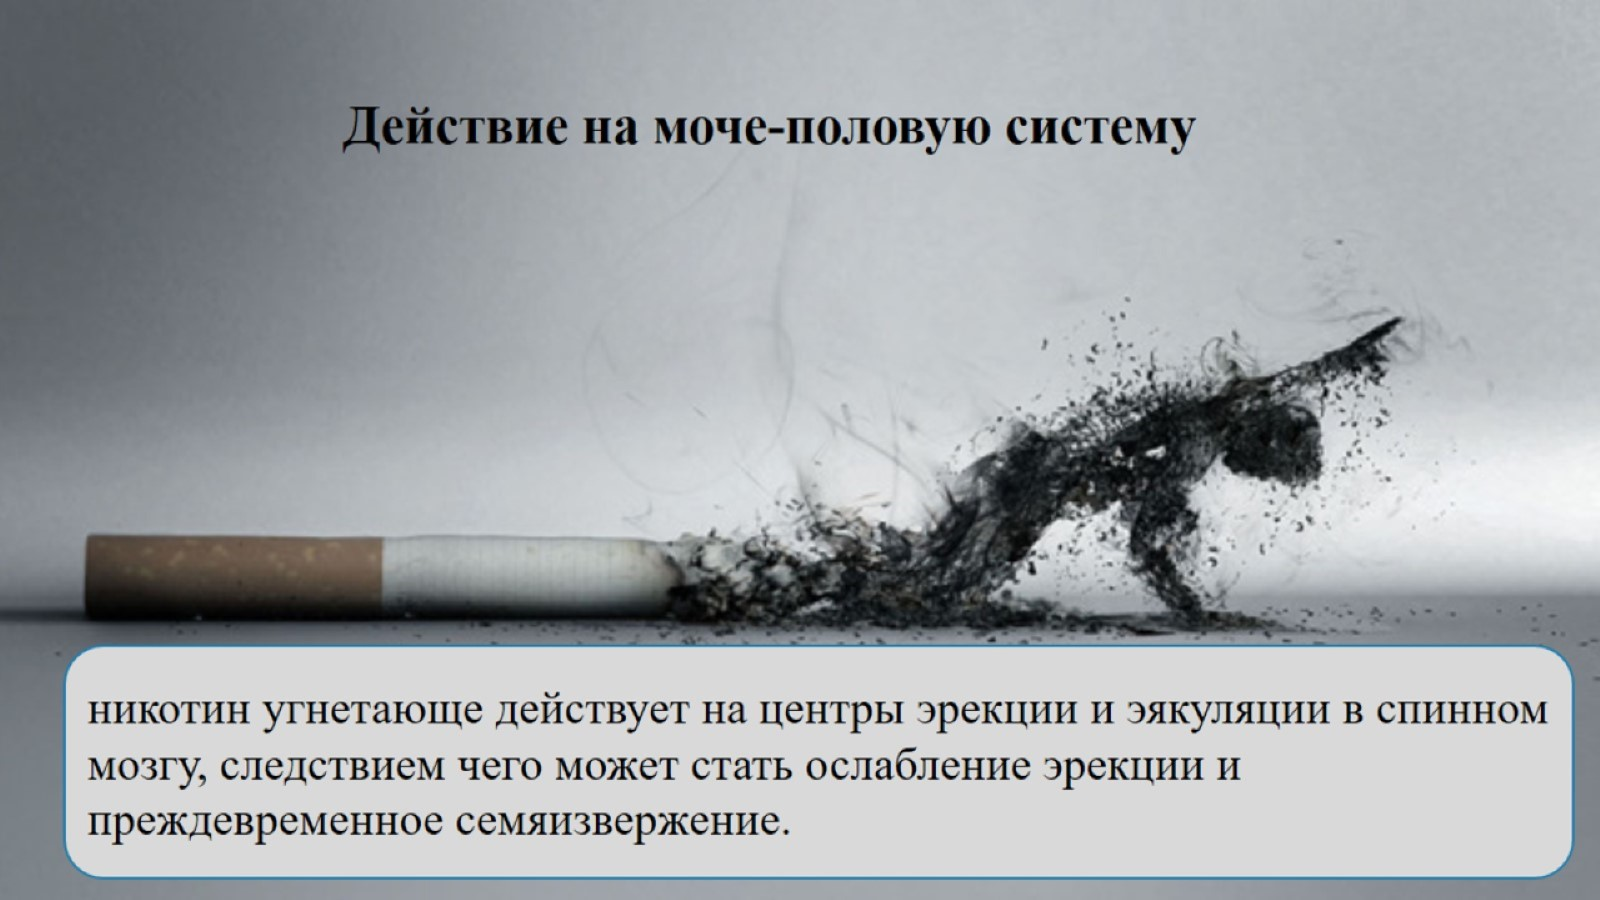 Действие на моче-половую систему
никотин угнетающе действует на центры эрекции и эякуляции в спинном
мозгу, следствием чего может стать ослабление эрекции и
преждевременное семяизвержение.